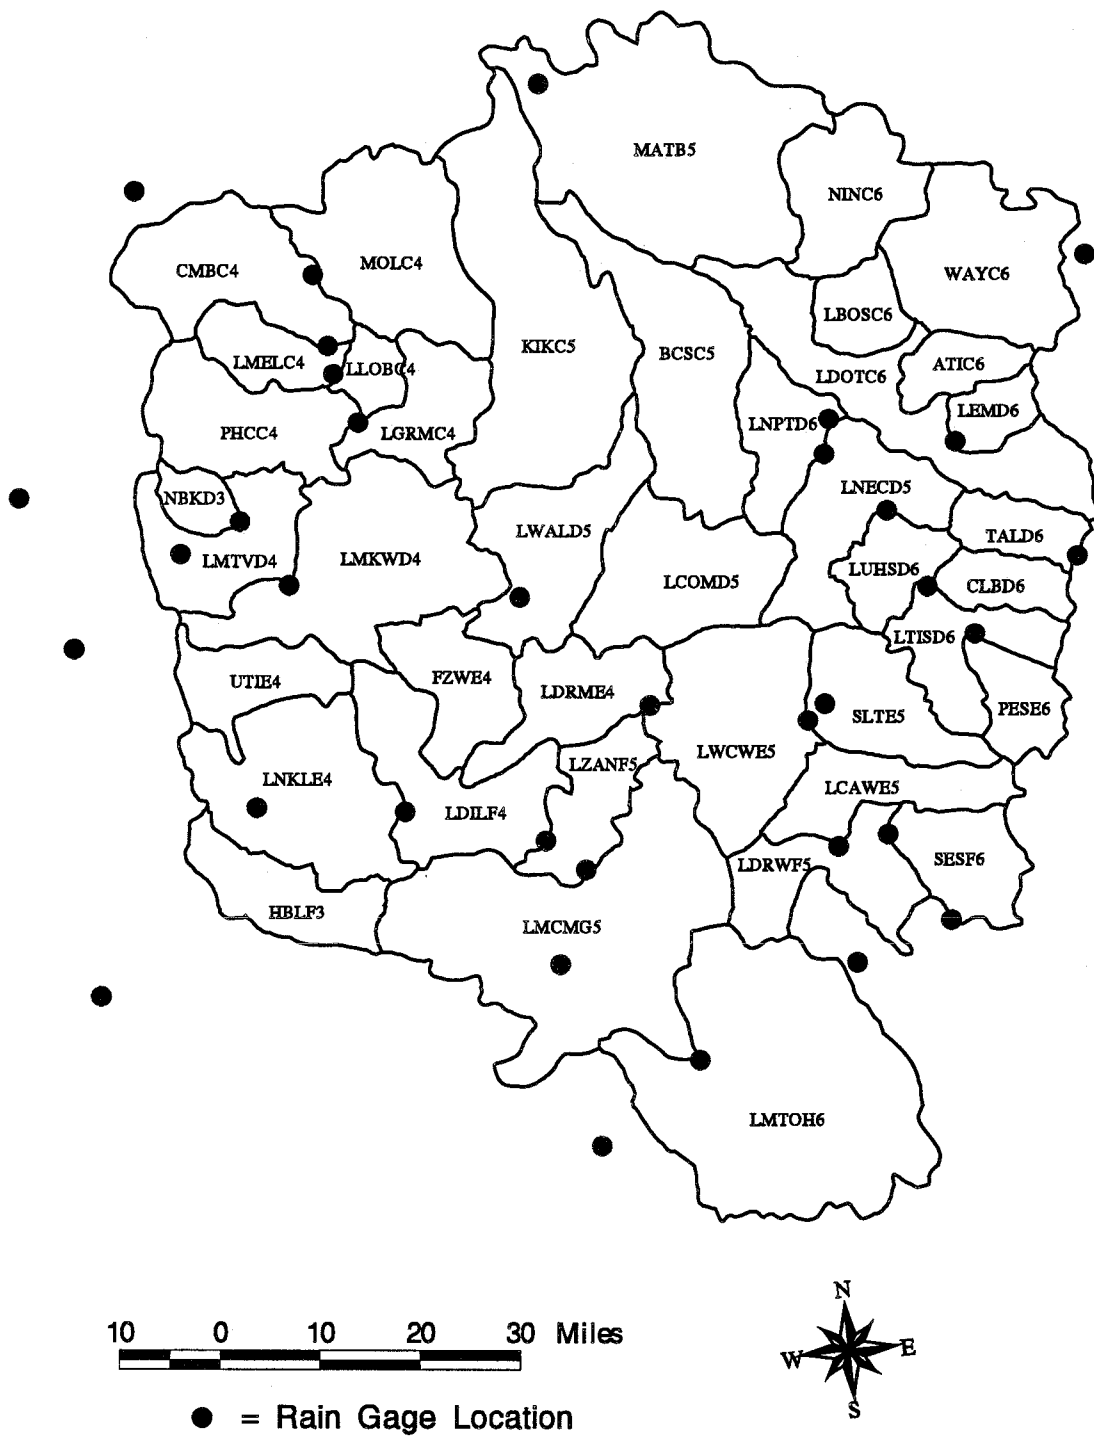 MATB5
NINC6
CMBC4
MOLC4
WAYC6
LBOSC6
KIKC5
BCSC5
LMELC4
LLOBC4
ATIC6
LDOTC6
LEMD6
LNPTD6
PHCC4
LGRMC4
LNECD5
NBKD3
LWALD5
TALD6
LMTVD4
LMKWD4
LUHSD6
LCOMD5
CLBD6
LTISD6
UTIE4
FZWE4
LDRME4
PESE6
SLTE5
LWCWE5
LZANF5
LNKLE4
LCAWE5
LDILF4
LDRWF5
SESF6
HBLF3
LMCMG5
LMTOH6
N
W E
S
10 0 10 20 30 Miles
= Rain Gage Location